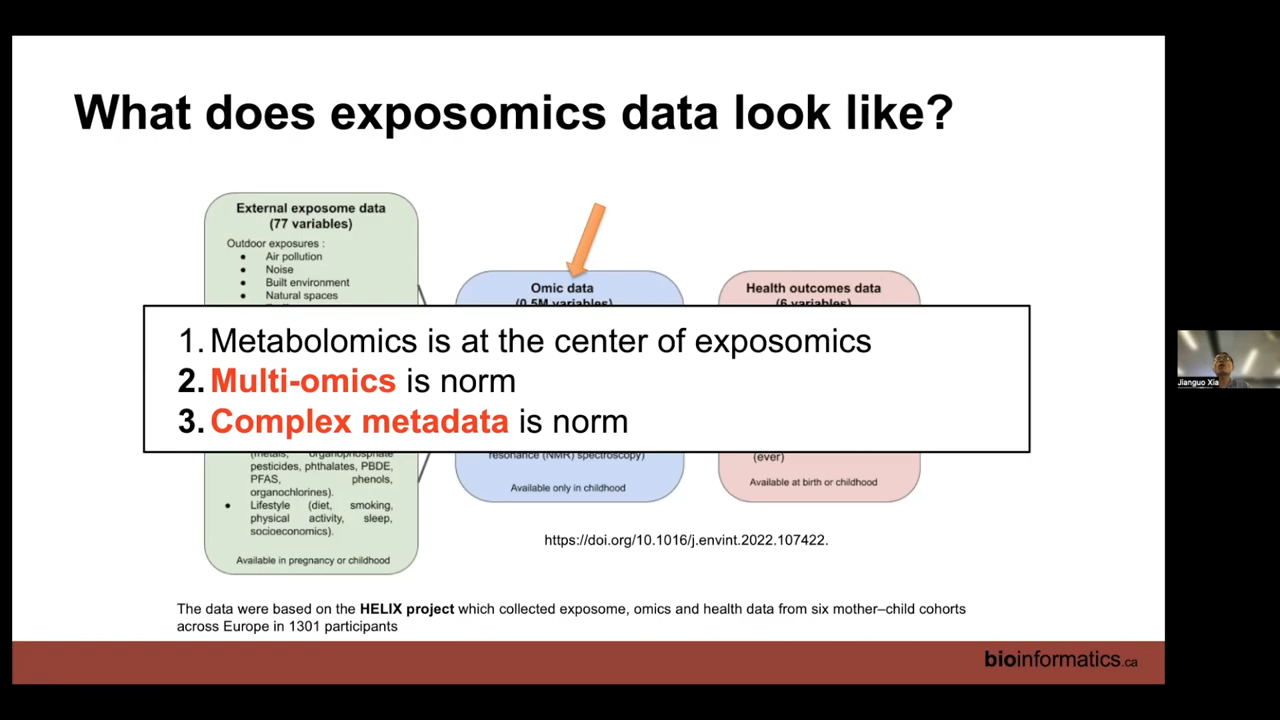 What does exposomics data look like?
External exposome data
(77 variables)
Outdoor exposures :
● Air pollution
● Noise
● Built environment
● Natural spaces
Omic data
(0.5M variables)
Health outcomes data
(6 variables)
1. Metabolomics is at the center of exposomics
2. Multi-omics is norm
3. Complex metadata is norm
(metals, organophosphate
pesticides, phthalates, PBDE,
PFAS, phenols,
organochlorines).
● Lifestyle (diet, smoking,
physical activity, sleep,
socioeconomics).
Available in pregnancy or childhood
resonance (NMR) spectroscopy)
Available only in childhood
(ever)
Available at birth or childhood
https://doi.org/10.1016/j.envint.2022.107422.
The data were based on the HELIX project which collected exposome, omics and health data from six mother–child cohorts
across Europe in 1301 participants
bioinformatics.ca
Jianguo Xia